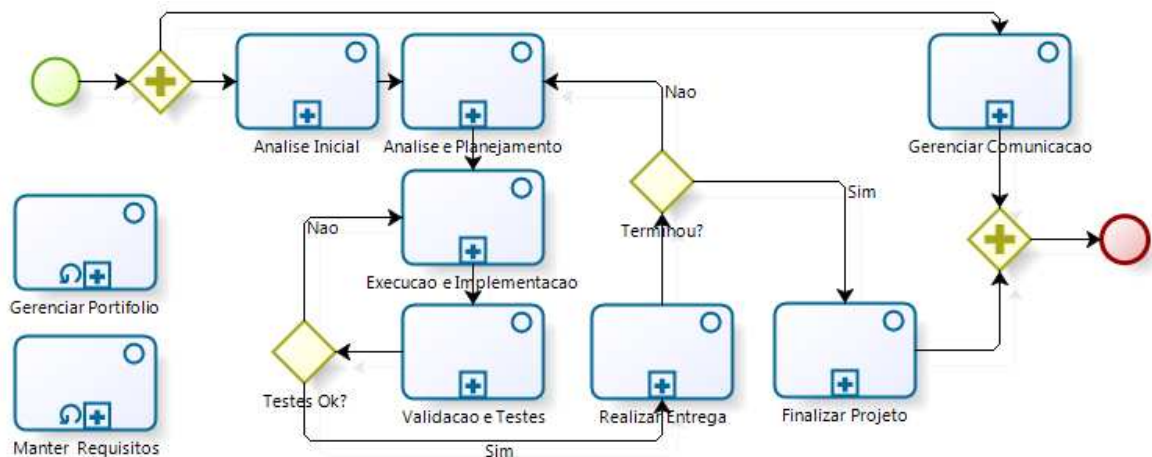 Nao
Analise Inicial
Analise e Planejamento
Gerenciar Comunicacao
Sim
Nao
Terminou?
Execucao e Implementacao
Gerenciar Portifolio
Testes Ok?
Validacao e Testes
Realizar Entrega
Finalizar Projeto
Manter Requisitos
Sim